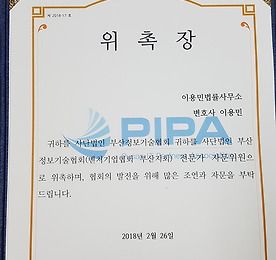 제 2018-17 호
위 촉 장
이용민법률사무소
변호사 이용민
PIPA
귀하를 사단법인 부산정보기술협회 귀하를 사단법인 부산
정보기술협회(벤처기업협회 부산지회) 전문가 자문위원으
로 위촉하며, 협회의 발전을 위해 많은 조언과 자문을 부탁
드립니다.
2018년 2월 26일